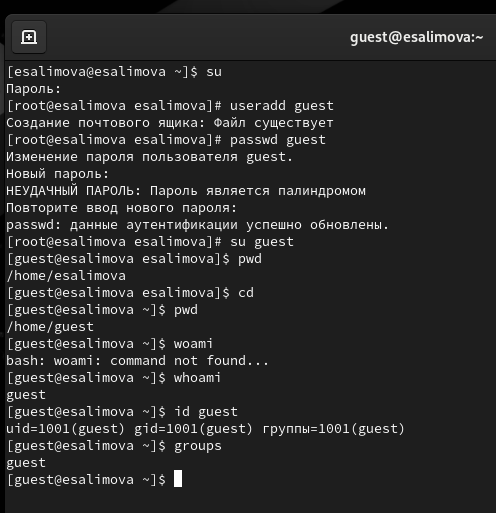 guest@esalimova:~
[esalimova@esalimova ~]$ su
Пароль:
[root@esalimova esalimova]# useradd guest
Создание почтового ящика: Файл существует
[root@esalimova esalimova]# passwd guest
Изменение пароля пользователя guest.
Новый пароль:
НЕУДАЧНЫЙ ПАРОЛЬ: Пароль является палиндромом
Повторите ввод нового пароля:
passwd: данные аутентификации успешно обновлены.
[root@esalimova esalimova]# su guest
[guest@esalimova esalimova]$ pwd
/home/esalimova
[guest@esalimova esalimova]$ cd
[guest@esalimova ~]$ pwd
/home/guest
[guest@esalimova ~]$ woami
bash: woami: command not found...
[guest@esalimova ~]$ whoami
guest
[guest@esalimova ~]$ id guest
uid=1001(guest) gid=1001(guest) группы=1001(guest)
[guest@esalimova ~]$ groups
guest
[guest@esalimova ~]$